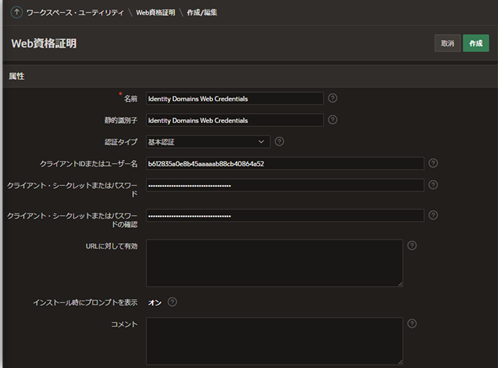 ワークスペース・ユーティリティ \ Web資格証明 \ 作成/編集
Web資格証明
取消
作成
属性
* 名前 Identity Domains Web Credentials
静的識別子 Identity Domains Web Credentials
認証タイプ 基本認証
クライアントIDまたはユーザー名 b612835a0e8b45aaaaab88cb40864a52
クライアント・シークレットまたはパスワー
ド
クライアント・シークレットまたはパスワー
ドの確認
URLに対して有効
インストール時にプロンプトを表示 オン
コメント